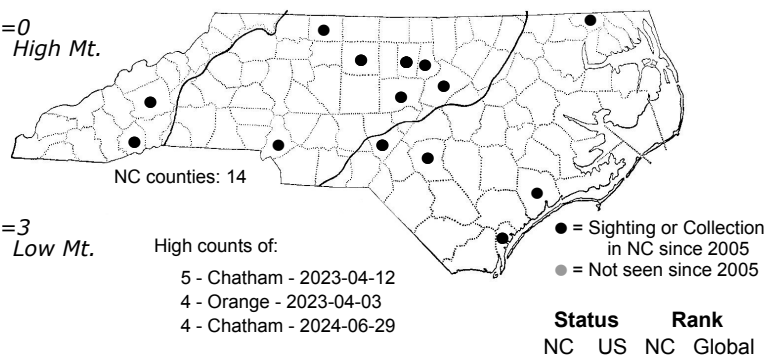 =0
High Mt.
NC counties: 14
=3
Low Mt.
High counts of:
5 - Chatham - 2023-04-12
4 - Orange - 2023-04-03
4 - Chatham - 2024-06-29
= Sighting or Collection
in NC since 2005
= Not seen since 2005
Status Rank
NC US NC Global